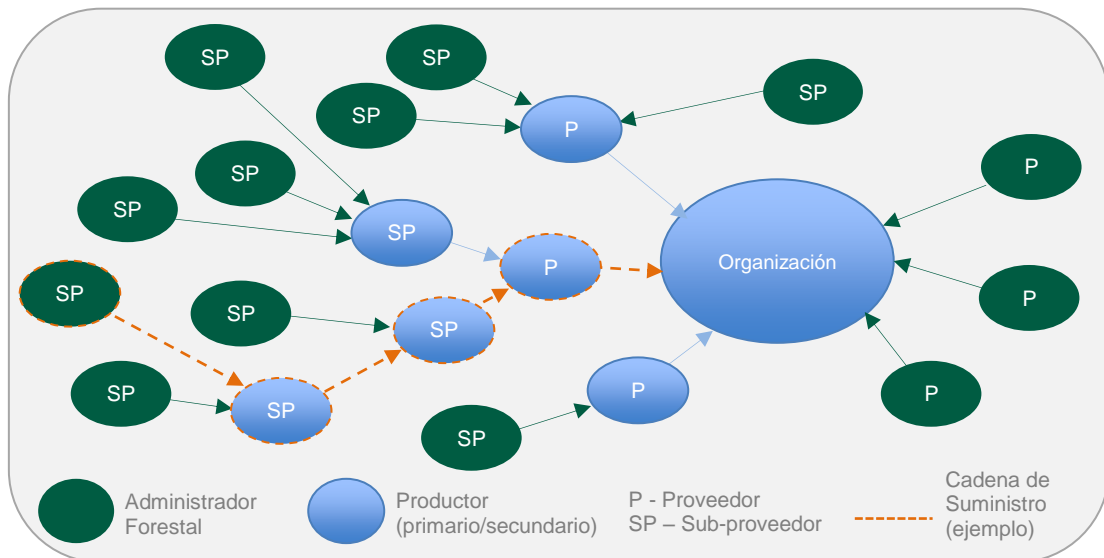 SP
SP
SP
SP
P
SP
P
SP
SP
P
Organización
SP
P
SP
SP
SP
SP
P
P
SP
Administrador
Forestal
Productor
(primario/secundario)
P - Proveedor
SP – Sub-proveedor
Cadena de
Suministro
(ejemplo)